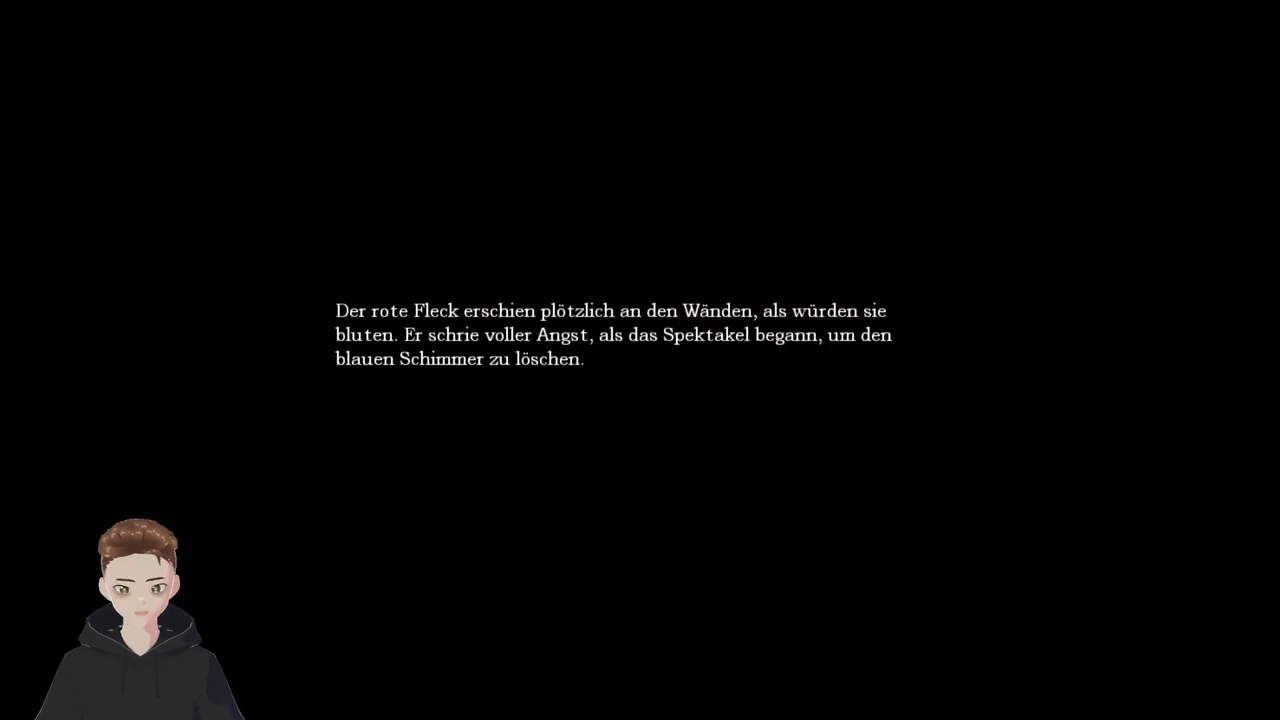 Der rote Fleck erschien plötzlich an den Wänden, als würden sie
bluten. Er schrie voller Angst, als das Spektakel begann, um den
blauen Schimmer zu löschen.